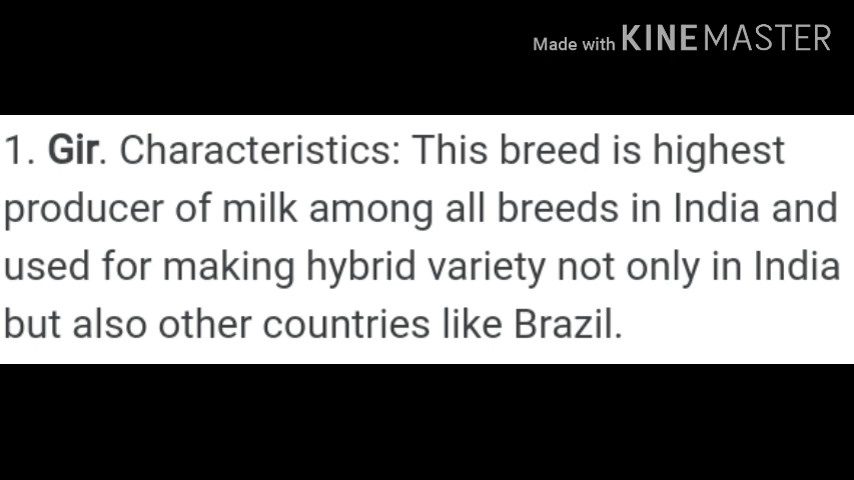 Made with KINEMASTER
1. Gir. Characteristics: This breed is highest
producer of milk among all breeds in India and
used for making hybrid variety not only in India
but also other countries like Brazil.